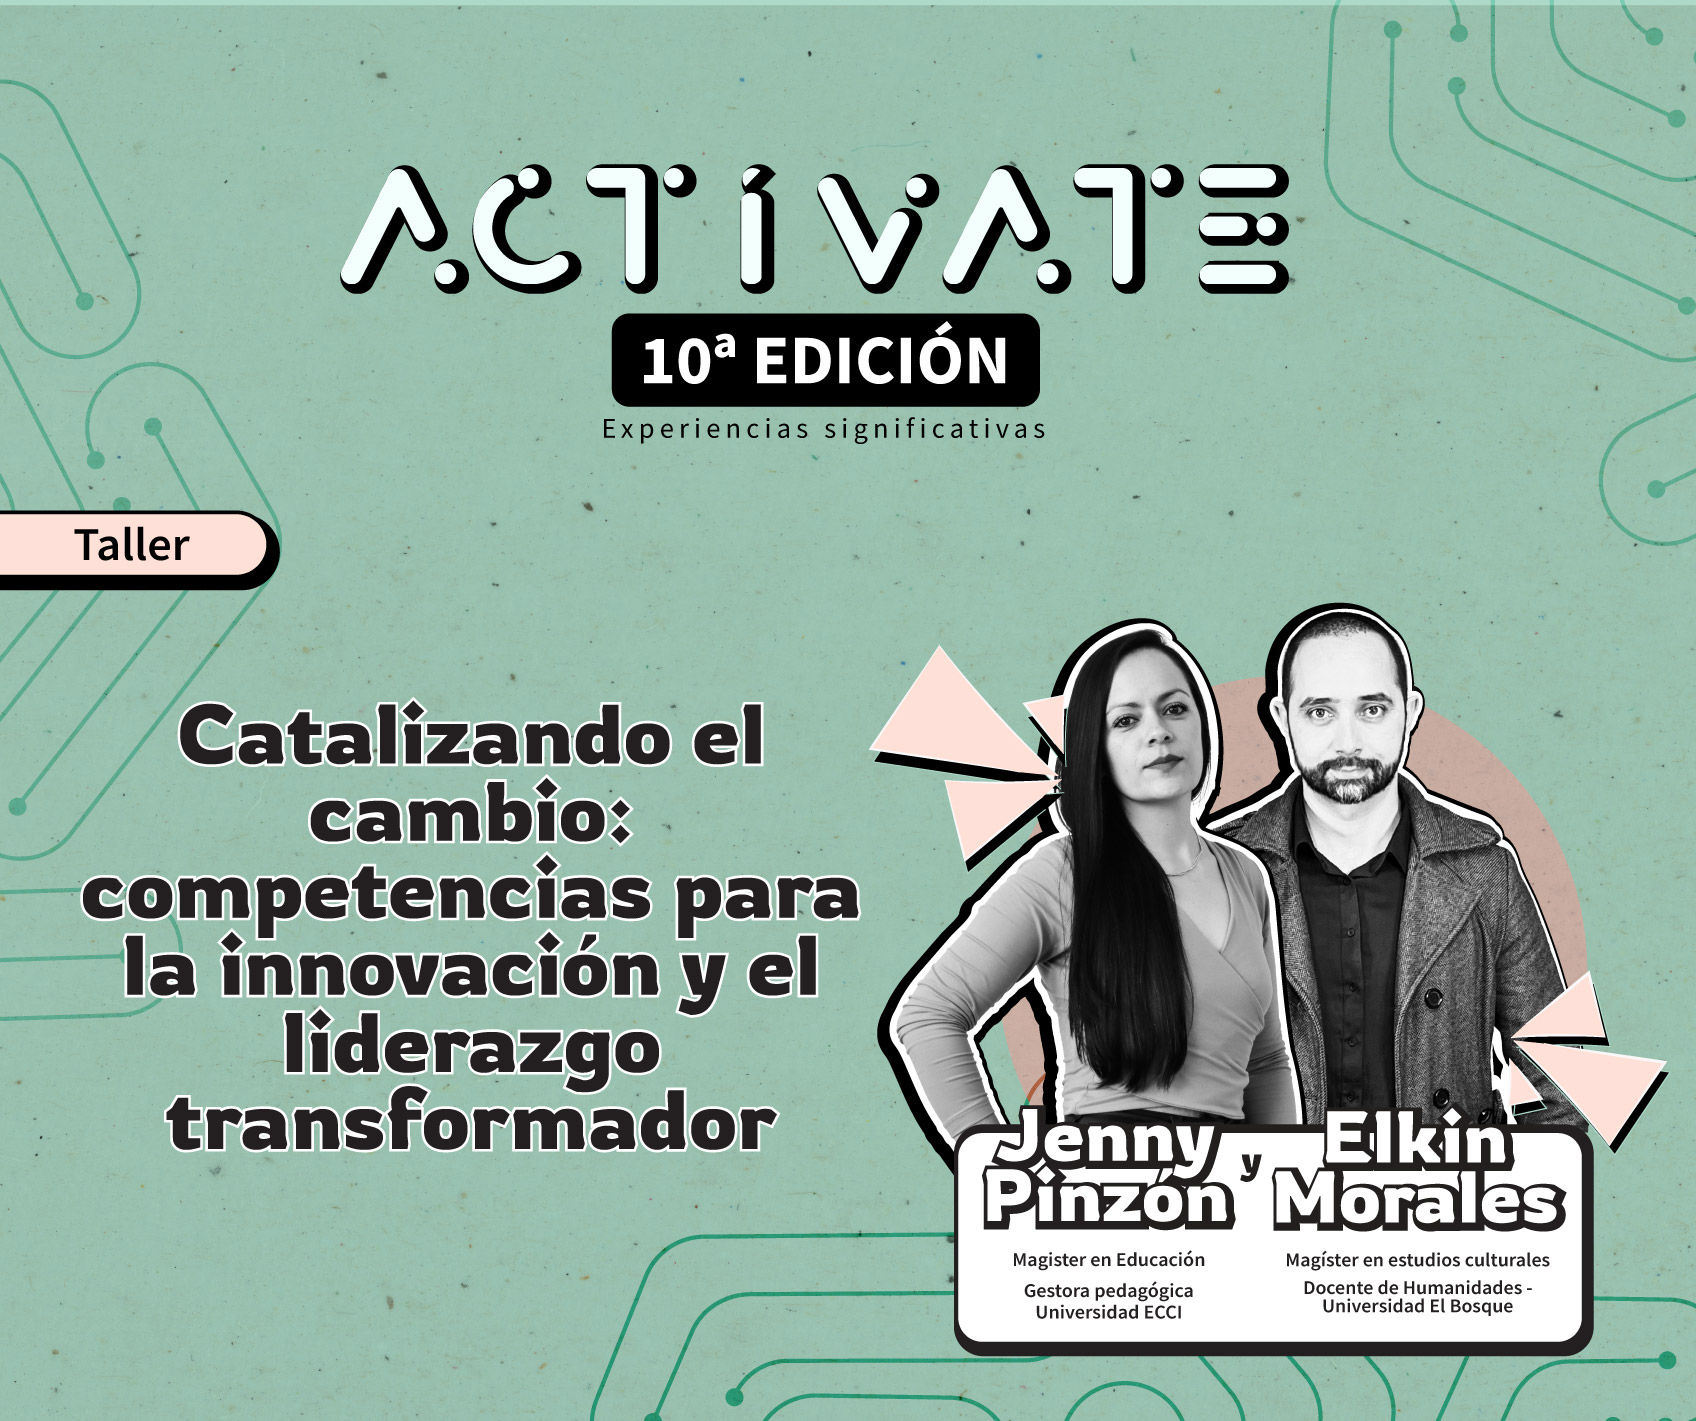 ACTÍVATE
10ª EDICIÓN
Experiencias significativas
Taller
Catalizando el
cambio:
competencias para
la innovación y el
liderazgo
transformador
Jenny
Pinzón
y
Elkin
Morales
Magister en Educación
Gestora pedagógica
Universidad ECCI
Magíster en estudios culturales
Docente de Humanidades -
Universidad El Bosque